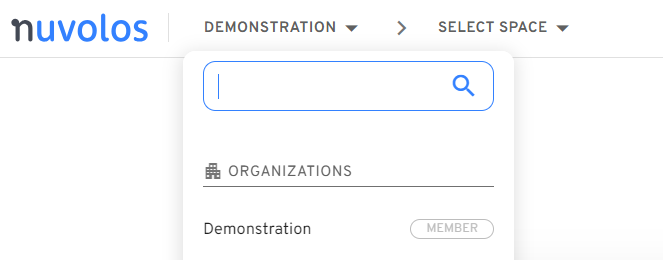 nuvolos
DEMONSTRATION
SELECT SPACE
ORGANIZATIONS
Demonstration MEMBER